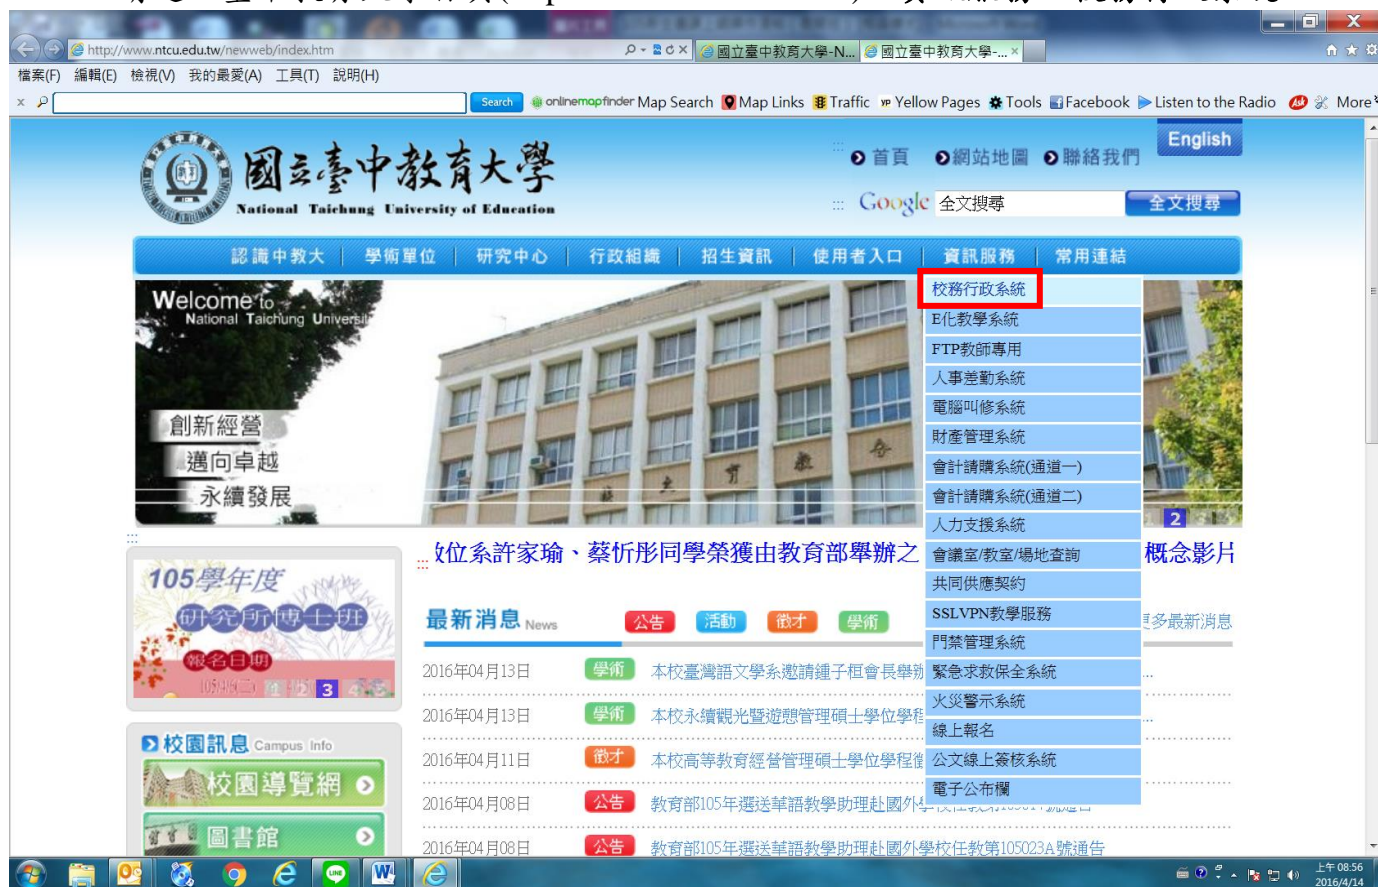 http://www.ntcu.edu.tw/newweb/index.htm
國立臺中教育大學-N...
國立臺中教育大學-...
檔案(F) 編輯(E) 檢視(V) 我的最愛(A) 工具(T) 說明(H)
Search onlinemapfinder Map Search Map Links Traffic Yellow Pages Tools Facebook Listen to the Radio More
English
首頁 網站地圖 聯絡我們
國立臺中教育大學
National Taichung University of Education
Google 全文搜尋 全文搜尋
認識中教大 學術單位 研究中心 行政組織 招生資訊 使用者入口 資訊服務 常用連結
Welcome to
National Taichung Universit
創新經營
邁向卓越
永續發展
校務行政系統
E化教學系統
FTP教師專用
人事差勤系統
電腦叫修系統
財產管理系統
會計請購系統(通道一)
會計請購系統(通道二)
人力支援系統
會議室/教室/場地查詢
共同供應契約
SSLVPN教學服務
門禁管理系統
緊急求救保全系統
火災警示系統
線上報名
公文線上簽核系統
電子公布欄
2
位系許家瑜、蔡忻彤同學榮獲由教育部舉辦之 概念影片
105學年度
研究所博士班
報名日期
1 2 3 4
最新消息 News 公告 活動 徵才 學術 更多最新消息
2016年04月13日 學術 本校臺灣語文學系邀請鍾子桓會長舉辦 ...
2016年04月13日 學術 本校永續觀光暨遊憩管理碩士學位學程 ...
2016年04月11日 徵才 本校高等教育經營管理碩士學位學程徵
2016年04月08日 公告 教育部105年選送華語教學助理赴國外學校任教第105014號通告
2016年04月08日 公告 教育部105年選送華語教學助理赴國外學校任教第105023A號通告
校園訊息 Campus Info
校園導覽網
圖書館
上午 08:56
2016/4/14